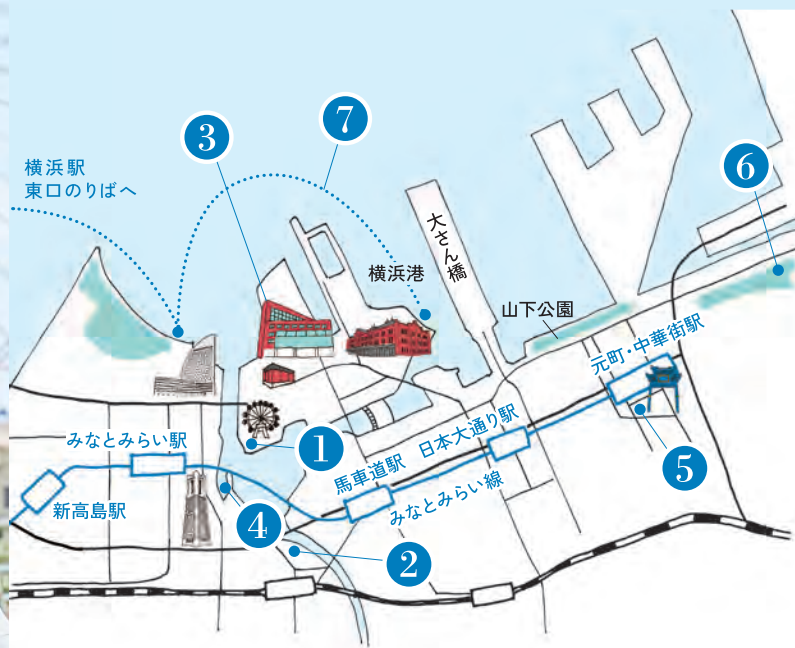 7
3
横浜駅
東口のりばへ
6
大さん橋
横浜港
山下公園
元町・中華街駅
みなとみらい駅
1
馬車道駅
日本大通り駅
5
新高島駅
4
みなとみらい線
2